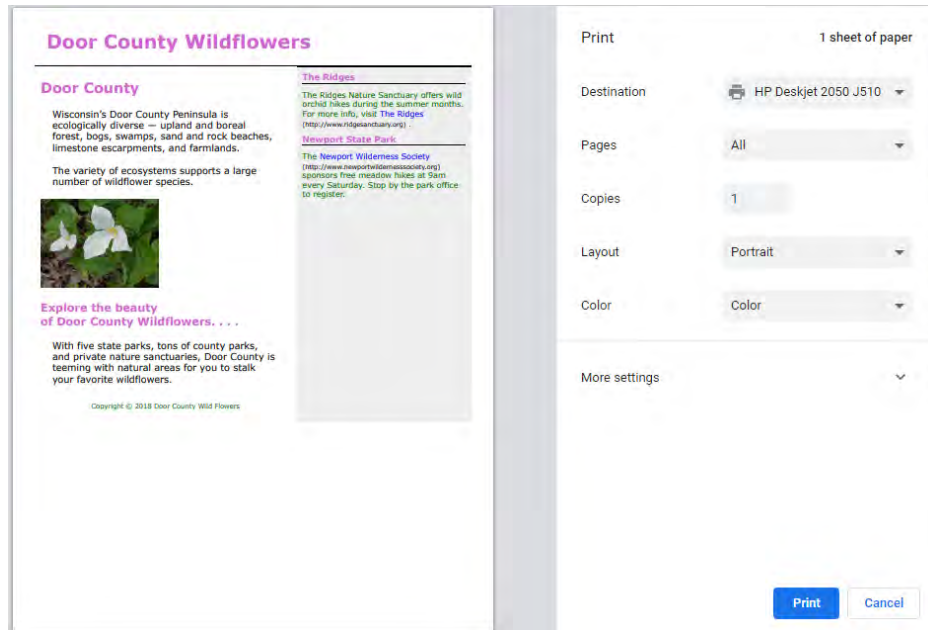 Door County Wildflowers
Door County
Wisconsin's Door County Peninsula is
ecologically diverse — upland and boreal
forest, bogs, swamps, sand and rock beaches,
limestone escarpments, and farmlands.
The variety of ecosystems supports a large
number of wildflower species.
Explore the beauty
of Door County Wildflowers. . . .
With five state parks, tons of county parks,
and private nature sanctuaries, Door County is
teeming with natural areas for you to stalk
your favorite wildflowers.
Copyright © 2018 Door County Wild Flowers
The Ridges
The Ridges Nature Sanctuary offers wild
orchid hikes during the summer months.
For more info, visit The Ridges
(http://www.ridgesanctuary.org) .
Newport State Park
The Newport Wilderness Society
(http://www.newportwildernesssociety.org)
sponsors free meadow hikes at 9am
every Saturday. Stop by the park office
to register.
Print 1 sheet of paper
Destination HP Deskjet 2050 J510
Pages All
Copies 1
Layout Portrait
Color Color
More settings
Print Cancel